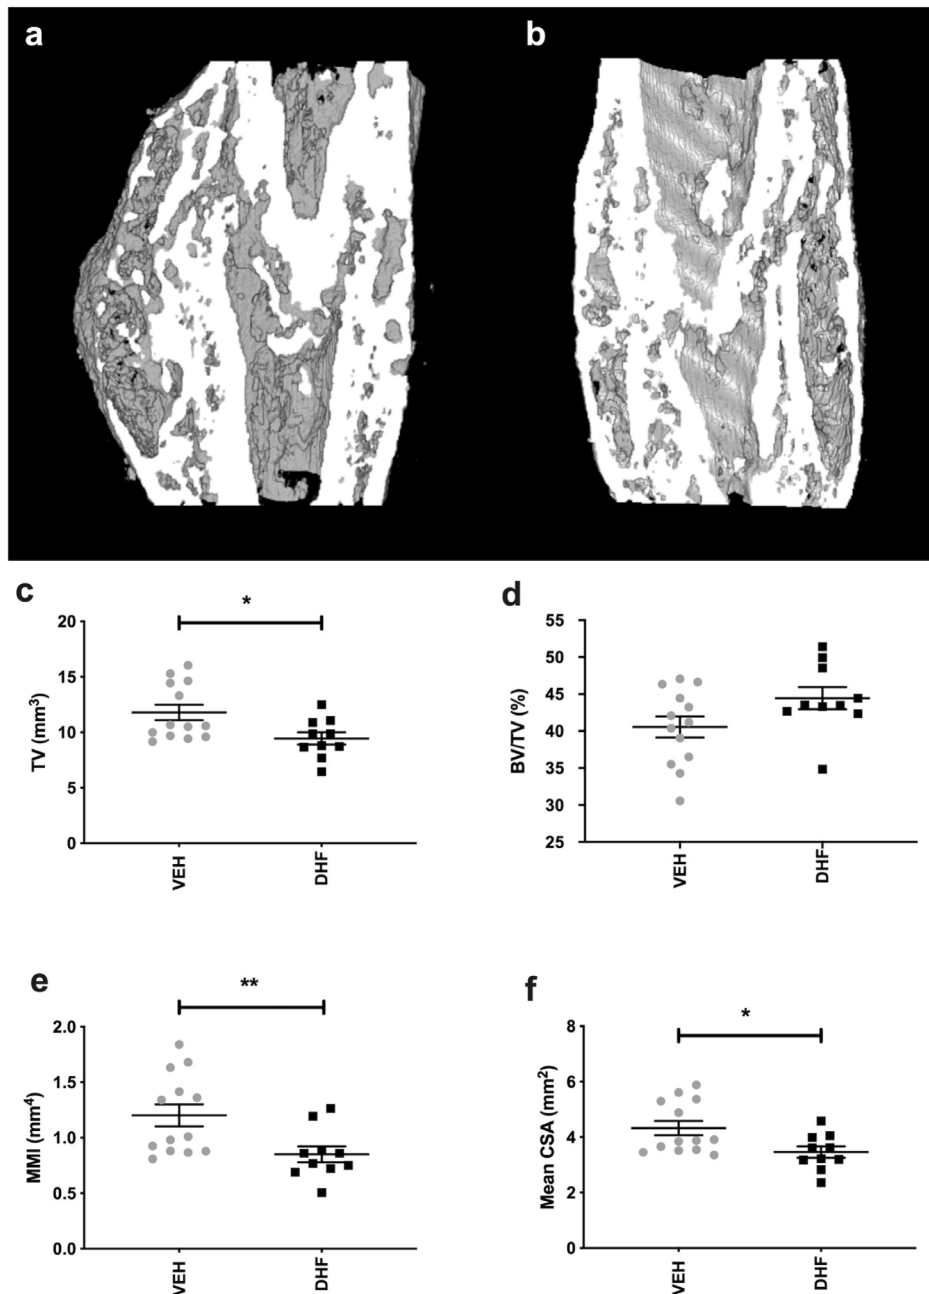 a
b
c
*
20
15
10
5
0
TV (mm³)
VEH
DHF
d
55
50
45
40
35
30
25
BV/TV (%)
VEH
DHF
e
**
2.0
1.5
1.0
0.5
0.0
MMI (mm⁴)
VEH
DHF
f
*
8
6
4
2
0
Mean CSA (mm²)
VEH
DHF